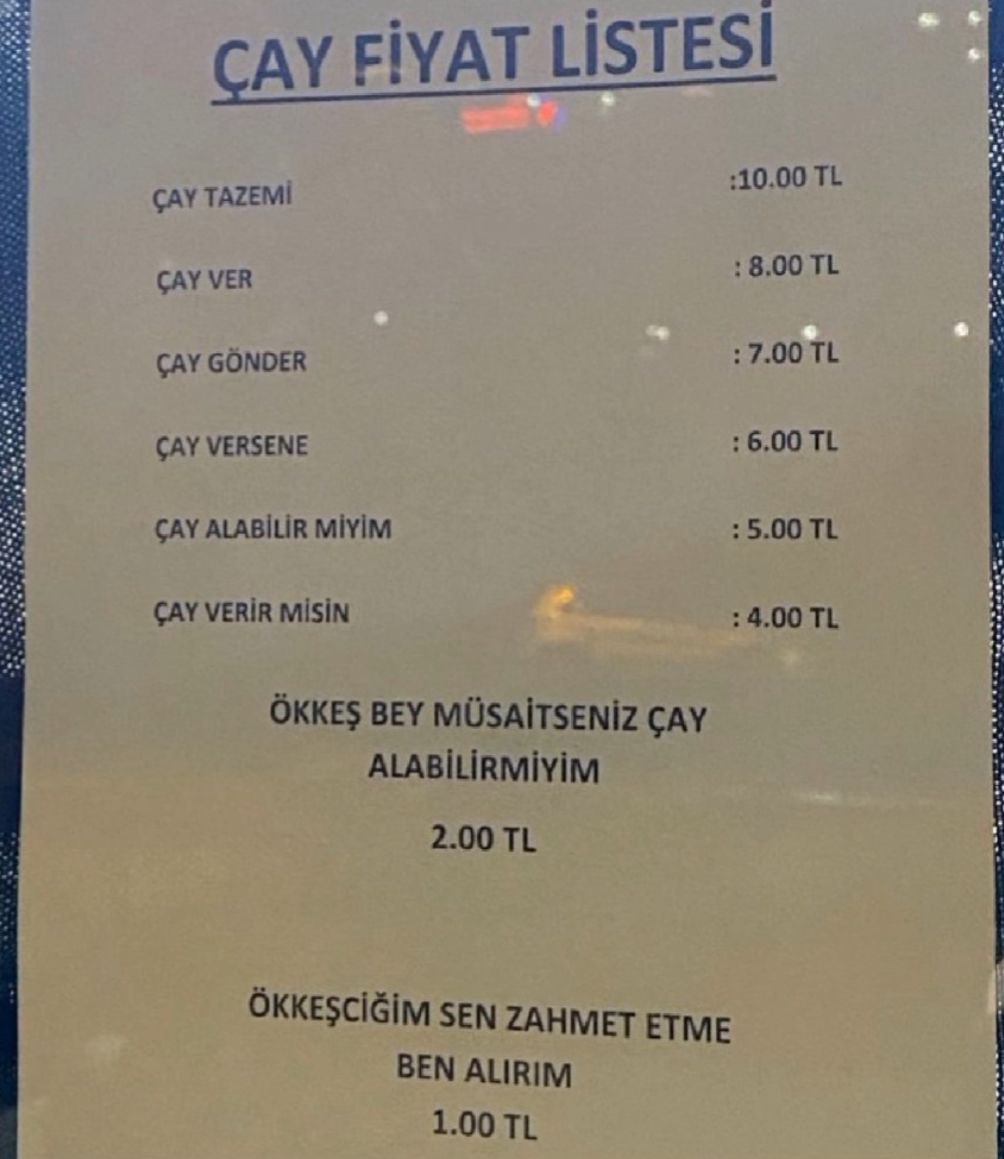 ÇAY FİYAT LİSTESİ
ÇAY TAZEMİ :10.00 TL
ÇAY VER : 8.00 TL
ÇAY GÖNDER : 7.00 TL
ÇAY VERSENE : 6.00 TL
ÇAY ALABİLİR MİYİM : 5.00 TL
ÇAY VERİR MİSİN : 4.00 TL
ÖKKEŞ BEY MÜSAİTSENİZ ÇAY
ALABİLİRMİYİM
2.00 TL
ÖKKEŞCİĞİM SEN ZAHMET ETME
BEN ALIRIM
1.00 TL